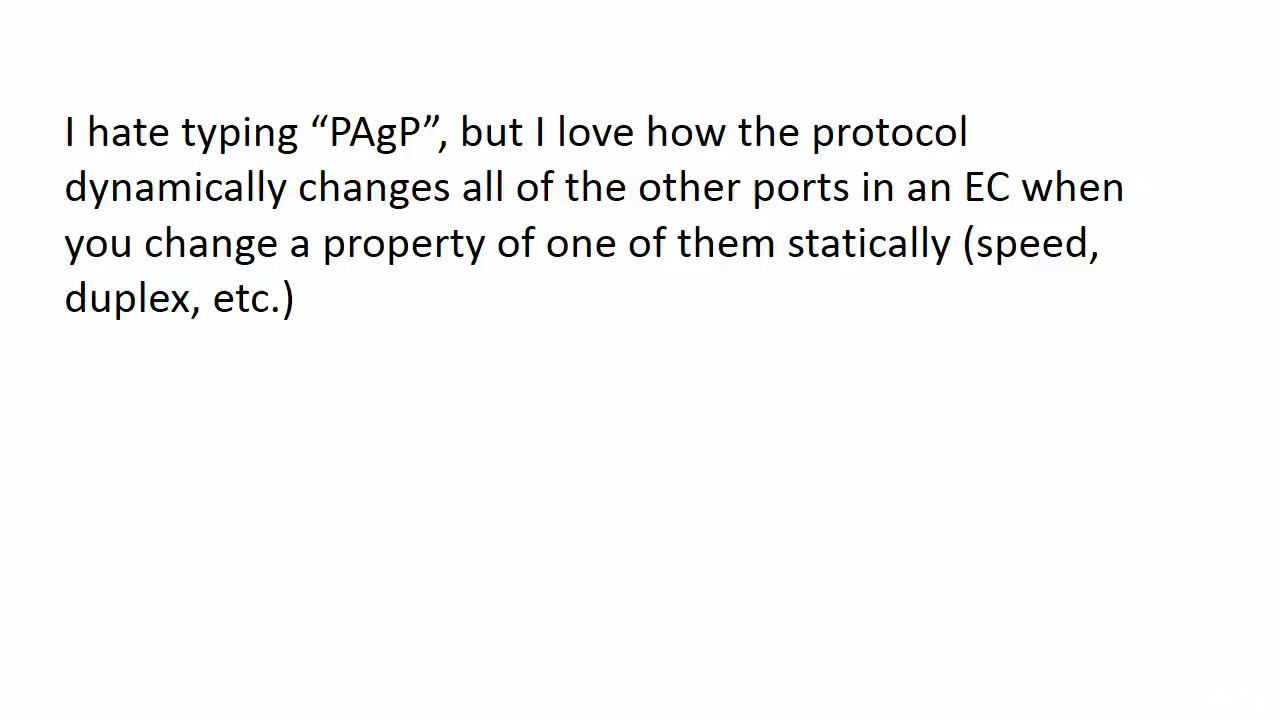 I hate typing “PAgP”, but I love how the protocol
dynamically changes all of the other ports in an EC when
you change a property of one of them statically (speed,
duplex, etc.)